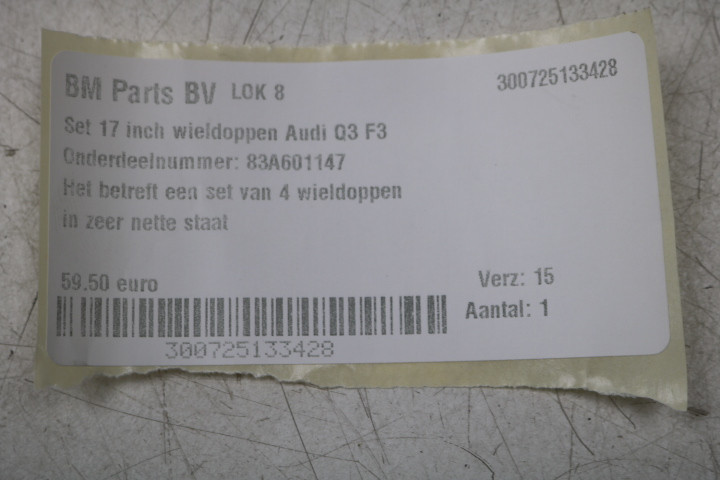 BM Parts BV LOK 8 300725133428
Set 17 inch wieldoppen Audi Q3 F3
Onderdeelnummer: 83A601147
Het betreft een set van 4 wieldoppen
in zeer nette staat
59.50 euro
Verz: 15
Aantal: 1
300725133428